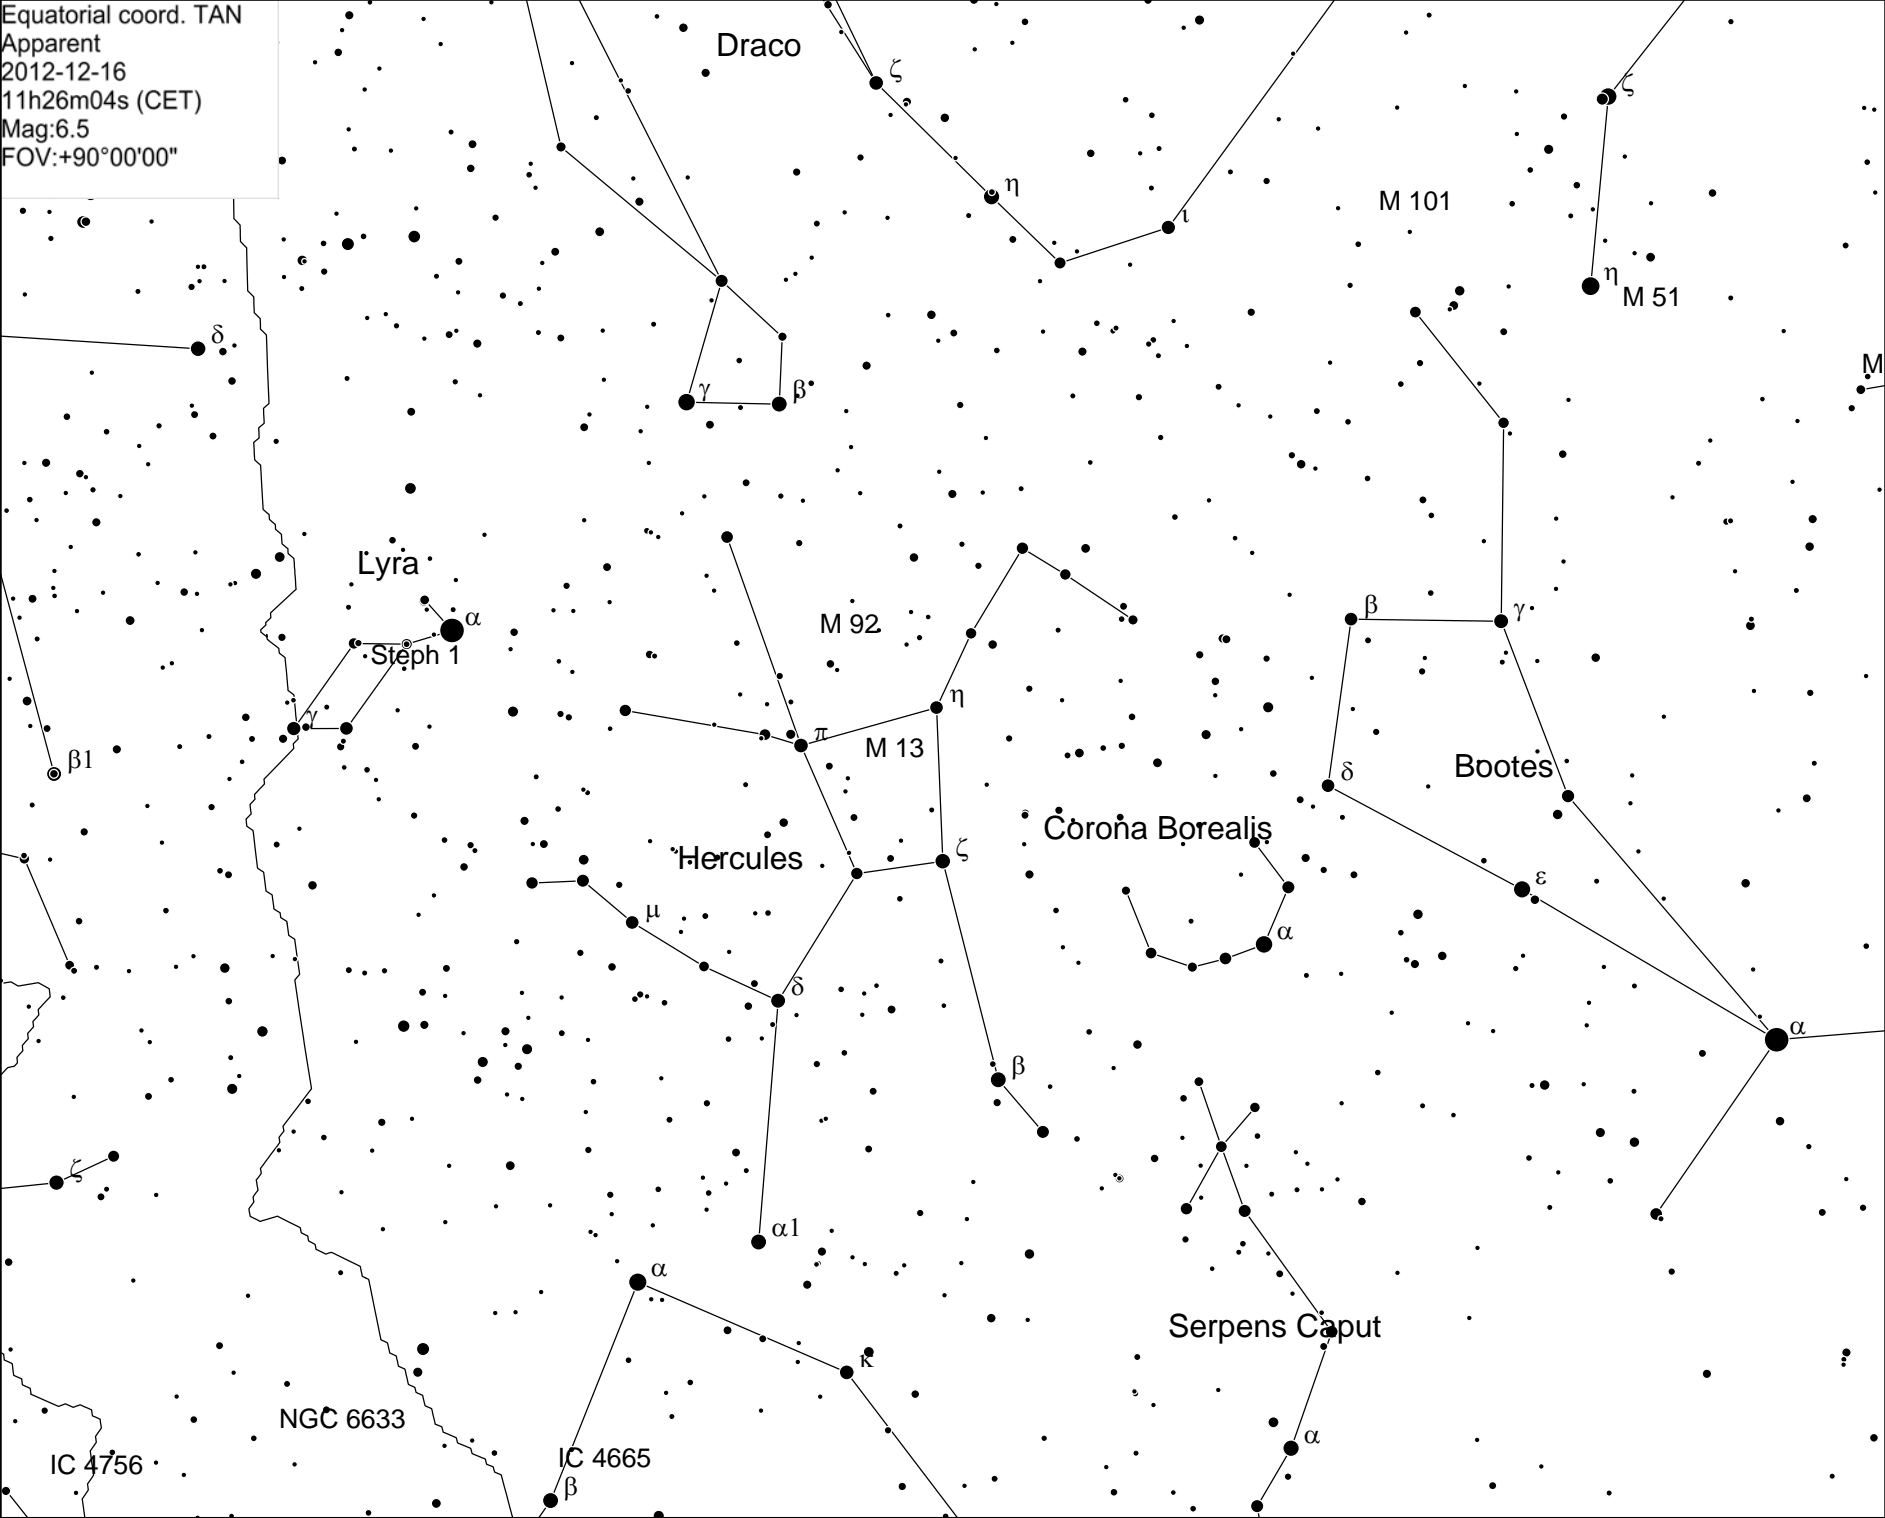 Equatorial coord. TAN
Apparent
2012-12-16
11h26m04s (CET)
Mag:6.5
FOV:+90°00'00"
Draco
ζ
ζ
η
M 101
ι
η
M 51
δ
M
γ
β
Lyra
α
β
γ
M 92
Steph 1
η
γ
π
M 13
β1
Bootes
δ
Corona Borealis
Hercules
ζ
ε
μ
α
δ
α
β
ζ
α1
α
Serpens Caput
κ
NGC 6633
α
IC 4756
IC 4665
β